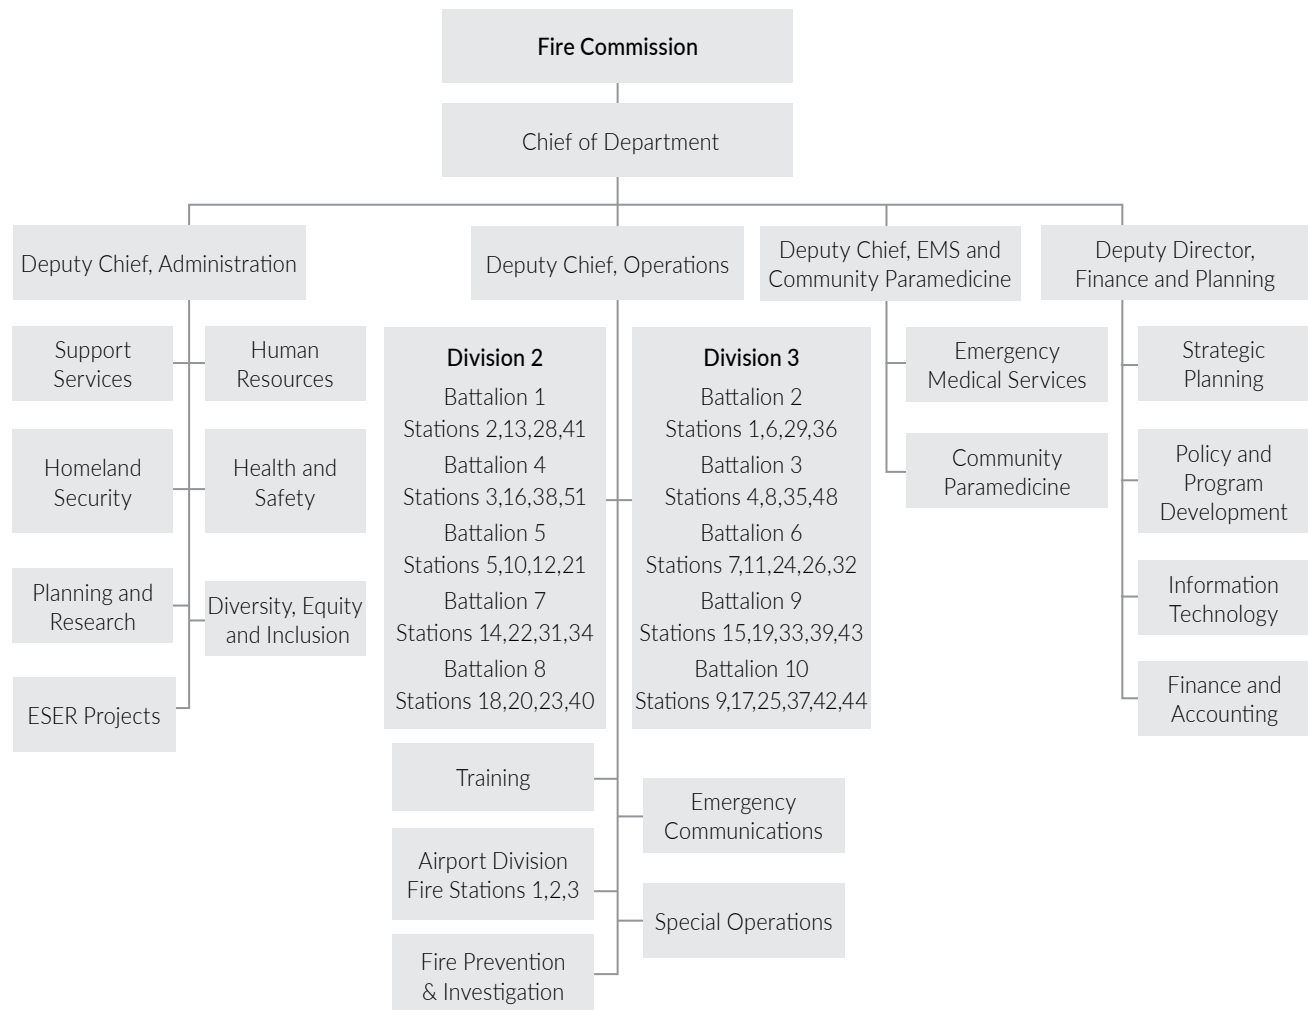 Fire Commission
Chief of Department
Deputy Chief, Administration
Support
Services
Human
Resources
Homeland
Security
Health and
Safety
Planning and
Research
Diversity, Equity
and Inclusion
ESER Projects
Deputy Chief, Operations
Division 2
Battalion 1
Stations 2,13,28,41
Battalion 4
Stations 3,16,38,51
Battalion 5
Stations 5,10,12,21
Battalion 7
Stations 14,22,31,34
Battalion 8
Stations 18,20,23,40
Division 3
Battalion 2
Stations 1,6,29,36
Battalion 3
Stations 4,8,35,48
Battalion 6
Stations 7,11,24,26,32
Battalion 9
Stations 15,19,33,39,43
Battalion 10
Stations 9,17,25,37,42,44
Training
Emergency
Communications
Airport Division
Fire Stations 1,2,3
Special Operations
Fire Prevention
& Investigation
Deputy Chief, EMS and
Community Paramedicine
Emergency
Medical Services
Community
Paramedicine
Deputy Director,
Finance and Planning
Strategic
Planning
Policy and
Program
Development
Information
Technology
Finance and
Accounting